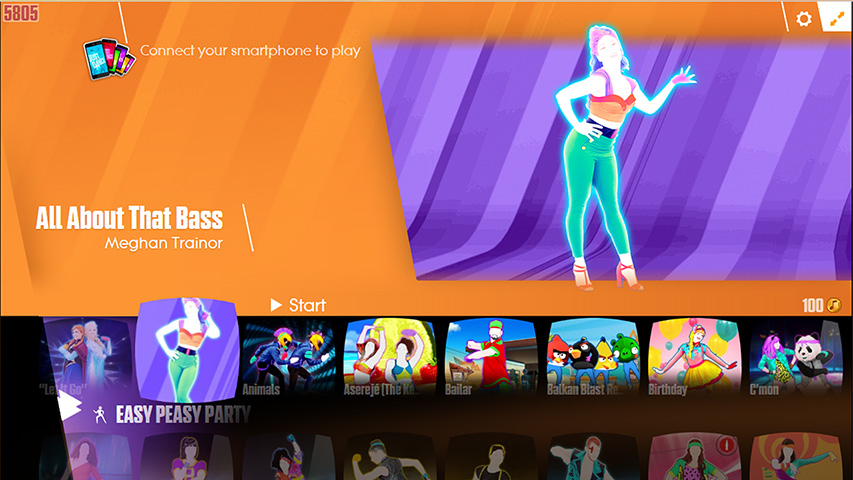 5805
Connect your smartphone to play
All About That Bass
Meghan Trainor
Start
100
"Let It Go"
Animals
Aserejé (The Ke...
Bailar
Balkan Blast Re...
Birthday
C'mon
EASY PEASY PARTY